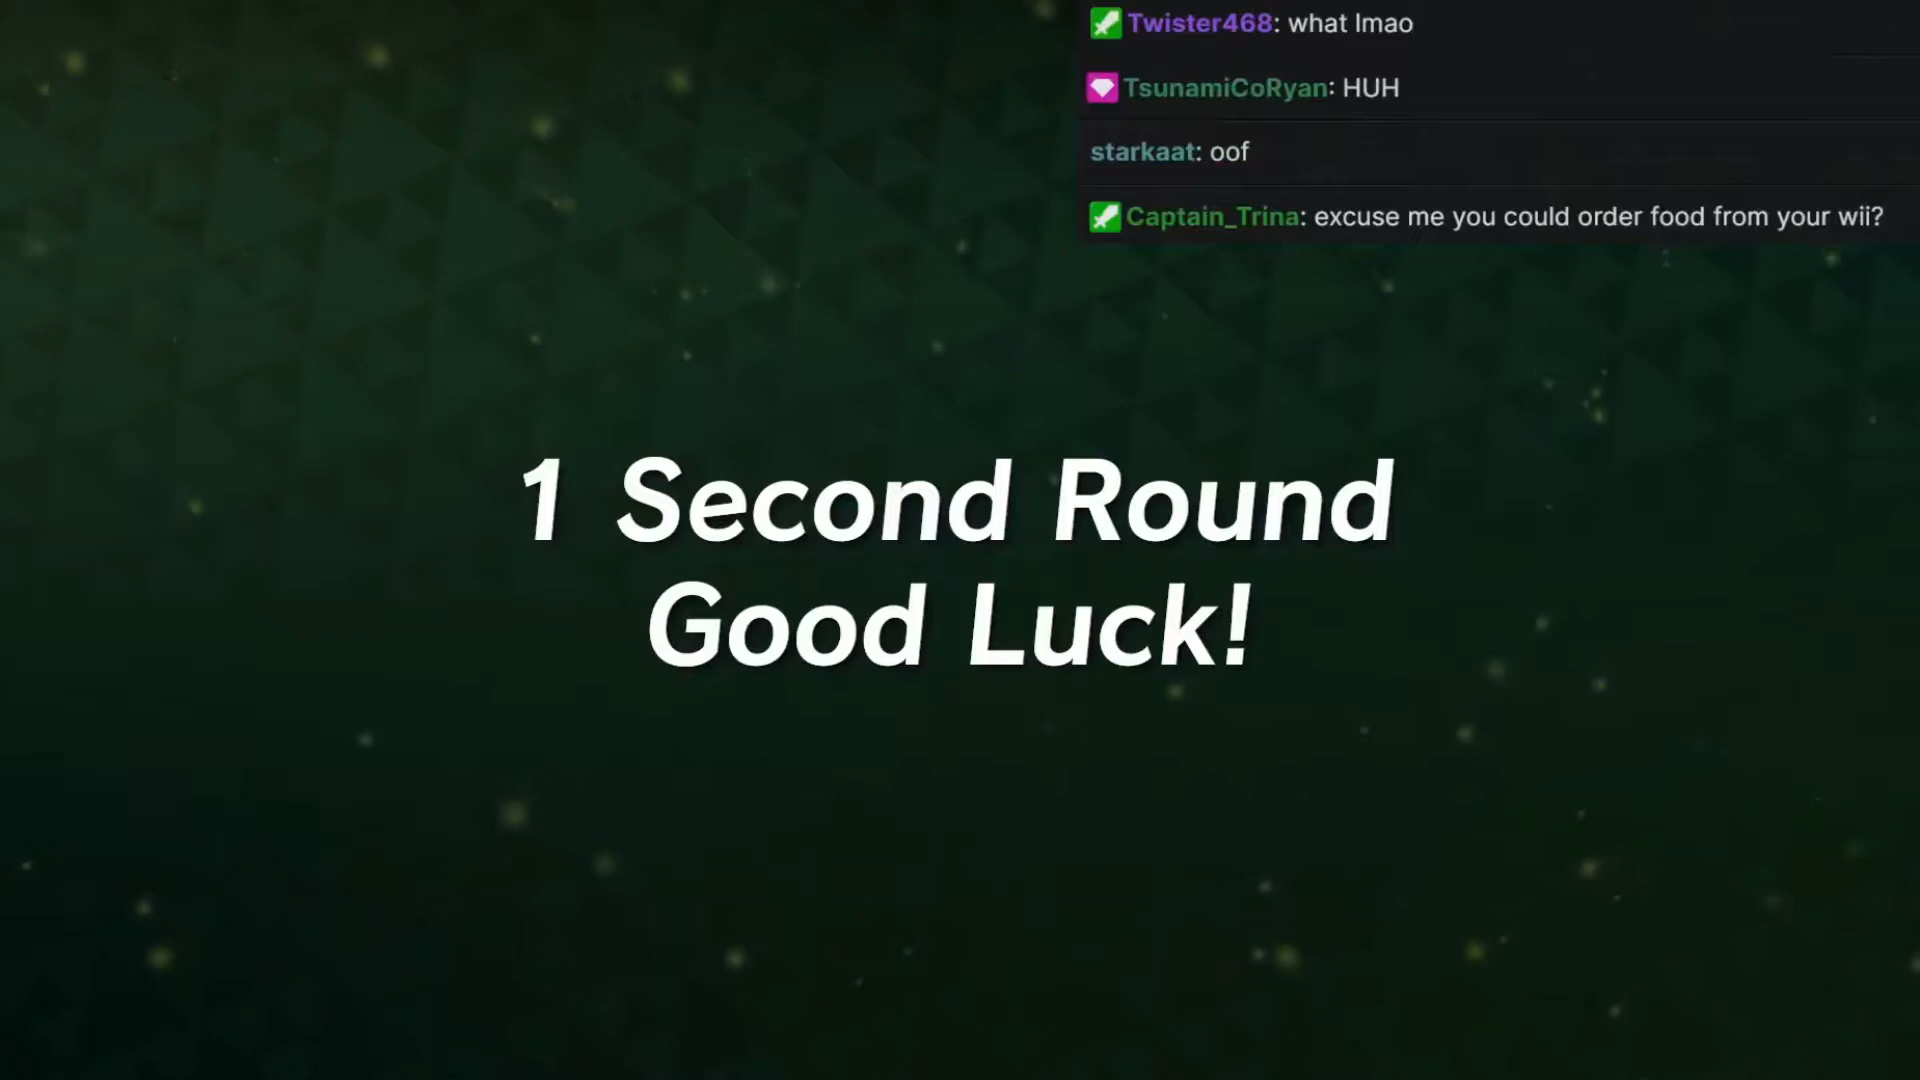 Twister468: what lmao
TsunamiCoRyan: HUH
starkaat: oof
Captain_Trina: excuse me you could order food from your wii?
1 Second Round
Good Luck!